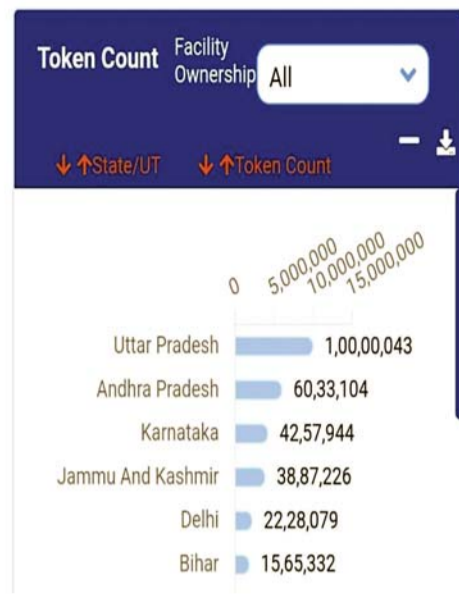 Token Count
Facility
Ownership
All
↓ ↑State/UT ↓ ↑Token Count
0 5,000,000 10,000,000 15,000,000
Uttar Pradesh 1,00,00,043
Andhra Pradesh 60,33,104
Karnataka 42,57,944
Jammu And Kashmir 38,87,226
Delhi 22,28,079
Bihar 15,65,332